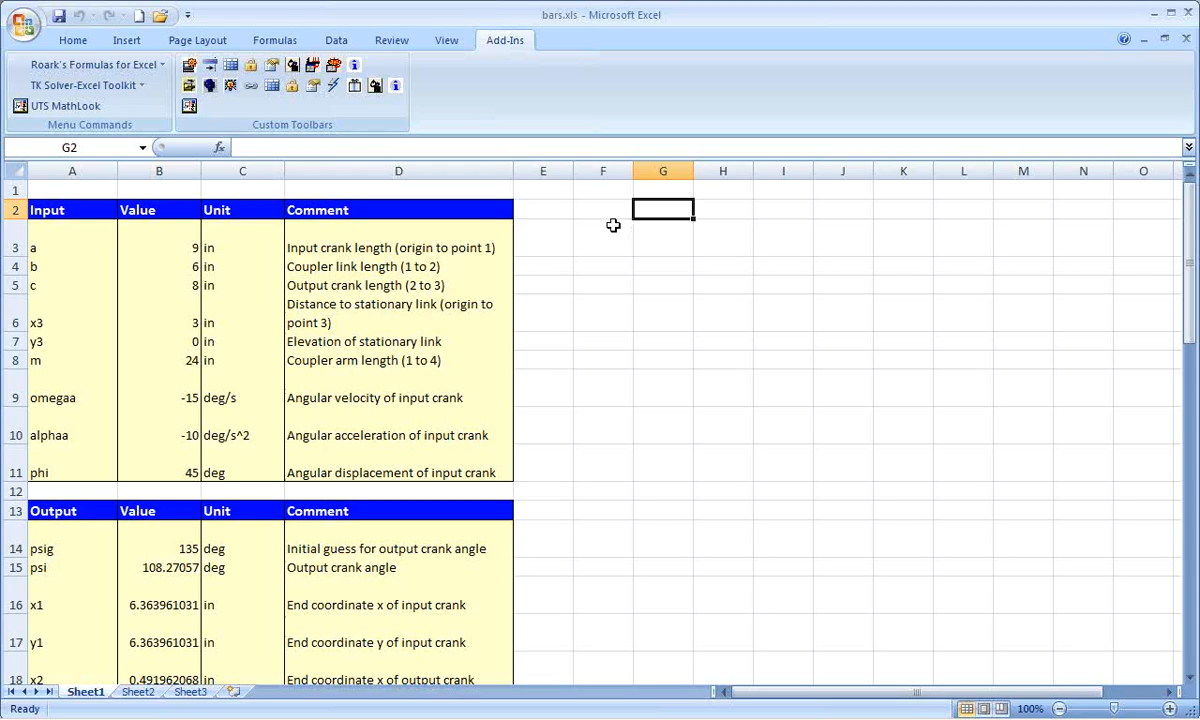 bars.xls - Microsoft Excel
Home Insert Page Layout Formulas Data Review View Add-Ins
Roark's Formulas for Excel
TK Solver-Excel Toolkit
UTS MathLook
Menu Commands Custom Toolbars
G2 fx
A B C D E F G H I J K L M N O
1
2 Input Value Unit Comment
3 a 9 in Input crank length (origin to point 1)
4 b 6 in Coupler link length (1 to 2)
5 c 8 in Output crank length (2 to 3)
Distance to stationary link (origin to
6 x3 3 in point 3)
7 y3 0 in Elevation of stationary link
8 m 24 in Coupler arm length (1 to 4)
9 omegaa -15 deg/s Angular velocity of input crank
10 alphaa -10 deg/s^2 Angular acceleration of input crank
11 phi 45 deg Angular displacement of input crank
12
13 Output Value Unit Comment
14 psig 135 deg Initial guess for output crank angle
15 psi 108.27057 deg Output crank angle
16 x1 6.363961031 in End coordinate x of input crank
17 y1 6.363961031 in End coordinate y of input crank
18 x2 0.491962068 in End coordinate x of output crank
Sheet1 Sheet2 Sheet3
Ready 100%